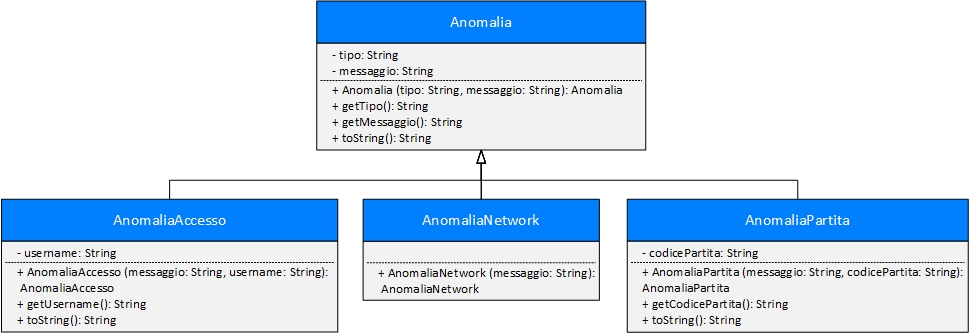 Anomalia
- tipo: String
- messaggio: String
+ Anomalia (tipo: String, messaggio: String): Anomalia
+ getTipo(): String
+ getMessaggio(): String
+ toString(): String
AnomaliaAccesso
- username: String
+ AnomaliaAccesso (messaggio: String, username: String):
AnomaliaAccesso
+ getUsername(): String
+ toString(): String
AnomaliaNetwork
+ AnomaliaNetwork (messaggio: String):
AnomaliaNetwork
AnomaliaPartita
- codicePartita: String
+ AnomaliaPartita (messaggio: String, codicePartita: String):
AnomaliaPartita
+ getCodicePartita(): String
+ toString(): String